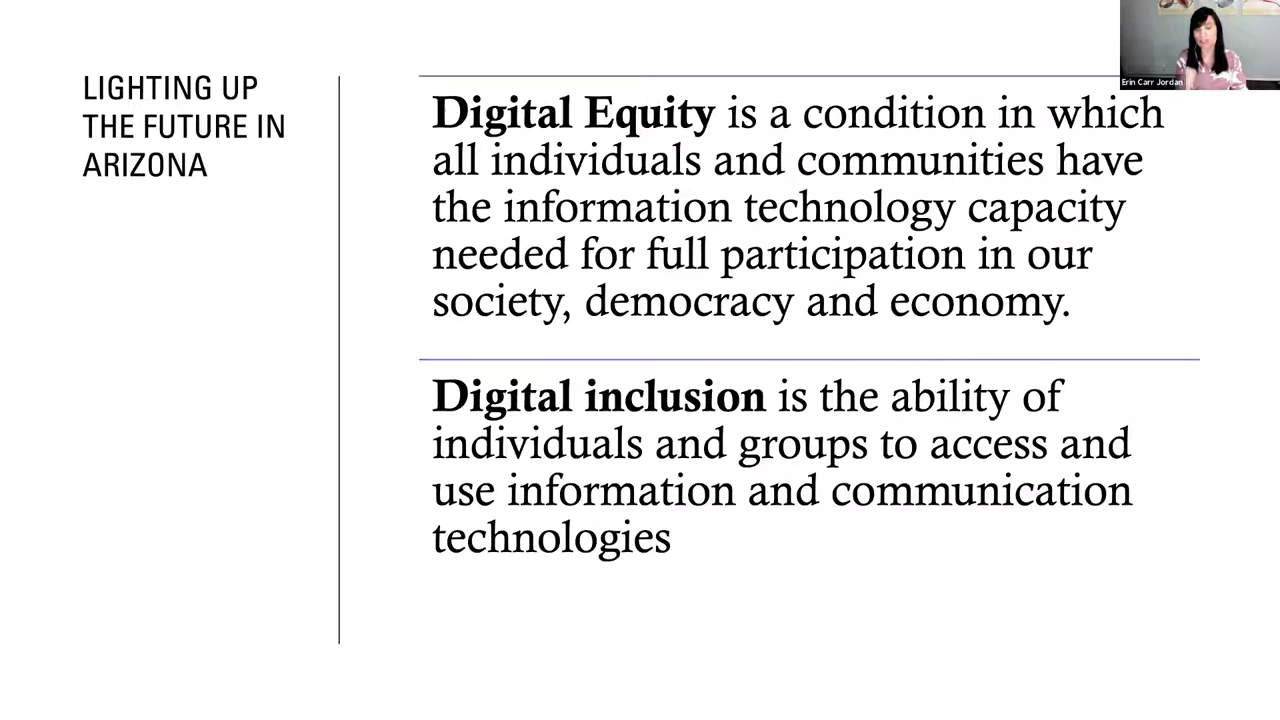 LIGHTING UP
THE FUTURE IN
ARIZONA
Erin Carr Jordan
Digital Equity is a condition in which
all individuals and communities have
the information technology capacity
needed for full participation in our
society, democracy and economy.
Digital inclusion is the ability of
individuals and groups to access and
use information and communication
technologies